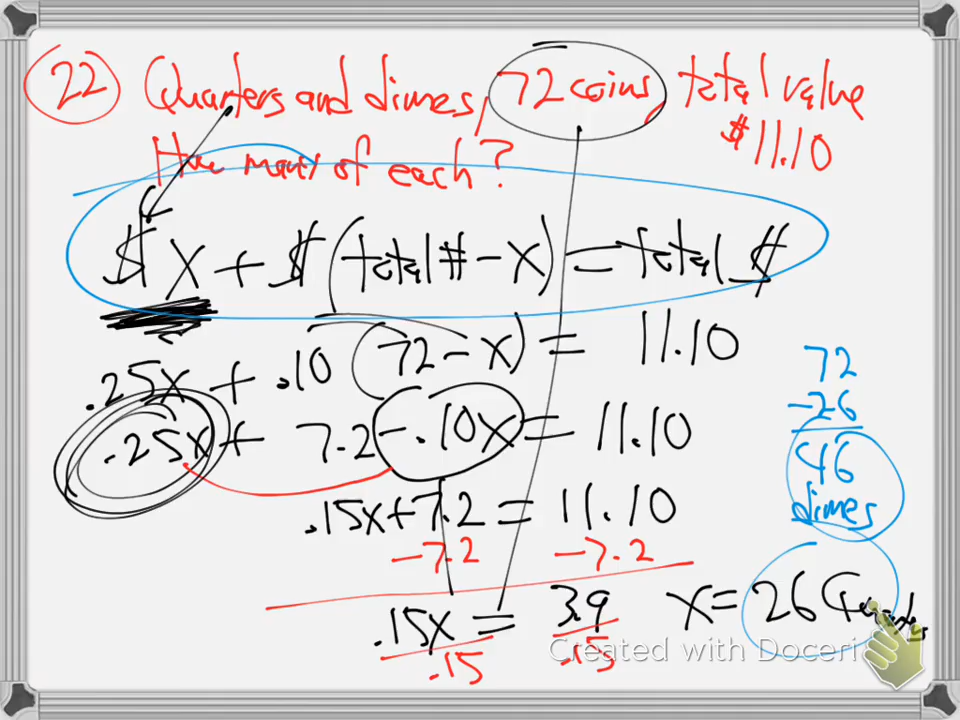 22 Quarters and dimes, 72 coins, total value
$11.10
How many of each?
$x + $(total # - x) = total $
.25x + .10 (72 - x) = 11.10
.25x + 7.2 - .10x = 11.10
.15x + 7.2 = 11.10
-7.2 -7.2
.15x = 3.9
.15 .15
x = 26 Quarters
72
-26
46
dimes
Created with Doceri